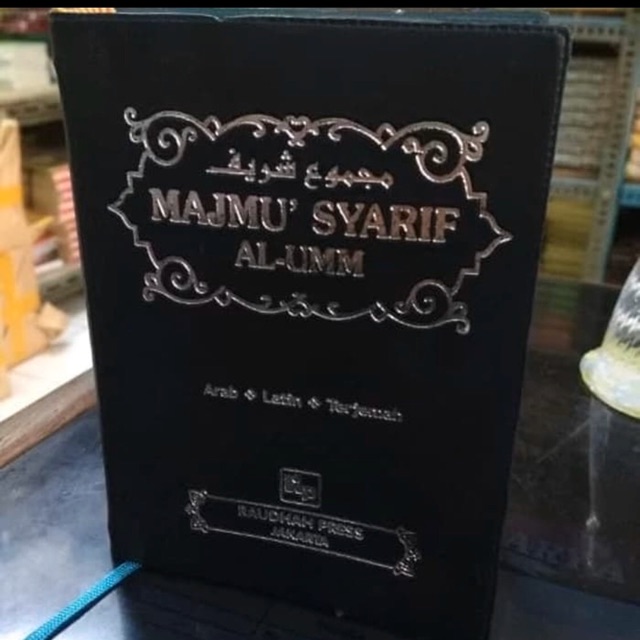 مجموع شريف
MAJMU' SYARIF
AL-UMM
Arab ❖ Latin ❖ Terjemah
RAUDHAH PRESS
JAKARTA